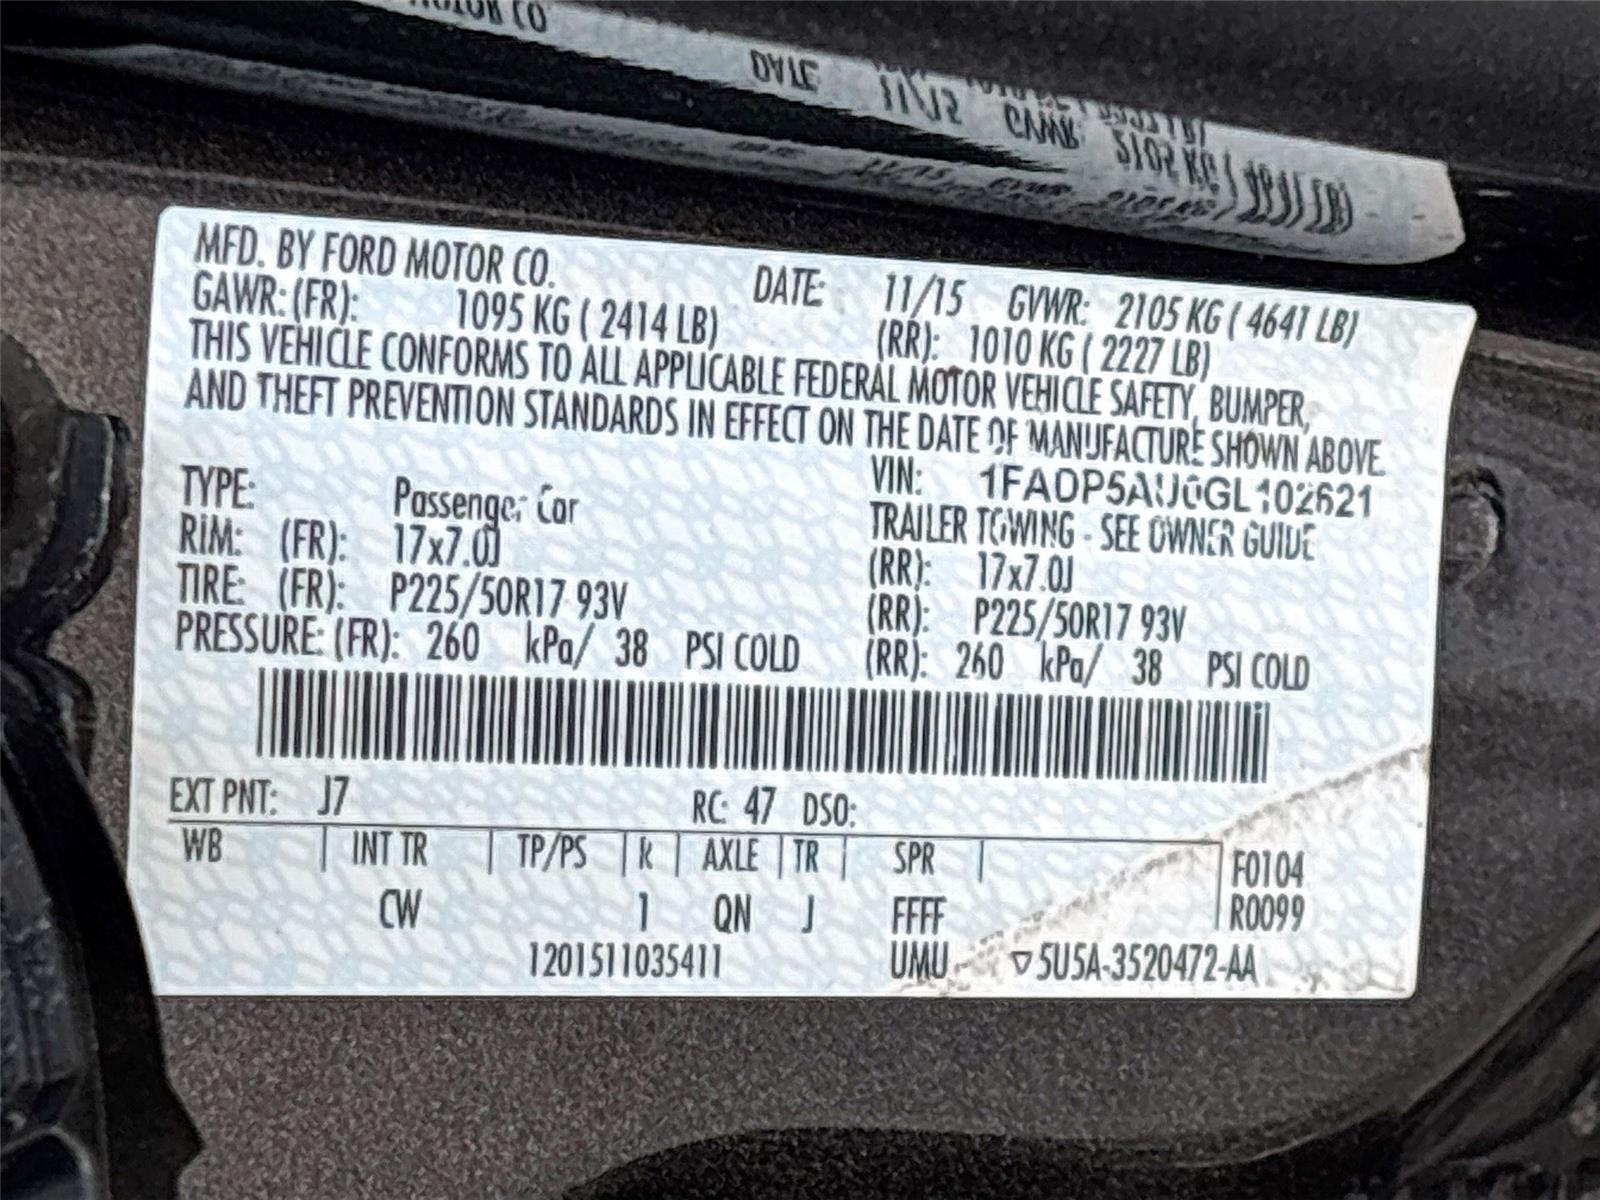 MFD. BY FORD MOTOR CO. DATE: 11/15 GVWR: 2105 KG ( 4641 LB)
GAWR: (FR): 1095 KG ( 2414 LB) (RR): 1010 KG ( 2227 LB)
THIS VEHICLE CONFORMS TO ALL APPLICABLE FEDERAL MOTOR VEHICLE SAFETY, BUMPER,
AND THEFT PREVENTION STANDARDS IN EFFECT ON THE DATE OF MANUFACTURE SHOWN ABOVE.
VIN: 1FADP5AU0GL102621
TYPE: Passenger Car TRAILER TOWING - SEE OWNER GUIDE
RIM: (FR): 17x7.0J (RR): 17x7.0J
TIRE: (FR): P225/50R17 93V (RR): P225/50R17 93V
PRESSURE: (FR): 260 kPa/ 38 PSI COLD (RR): 260 kPa/ 38 PSI COLD
EXT PNT: J7 RC: 47 DSO:
WB | INT TR | TP/PS | R | AXLE | TR | SPR | F0104
CW 1 QN J FFFF R0099
1201511035411 UMU ▽5U5A-3520472-AA